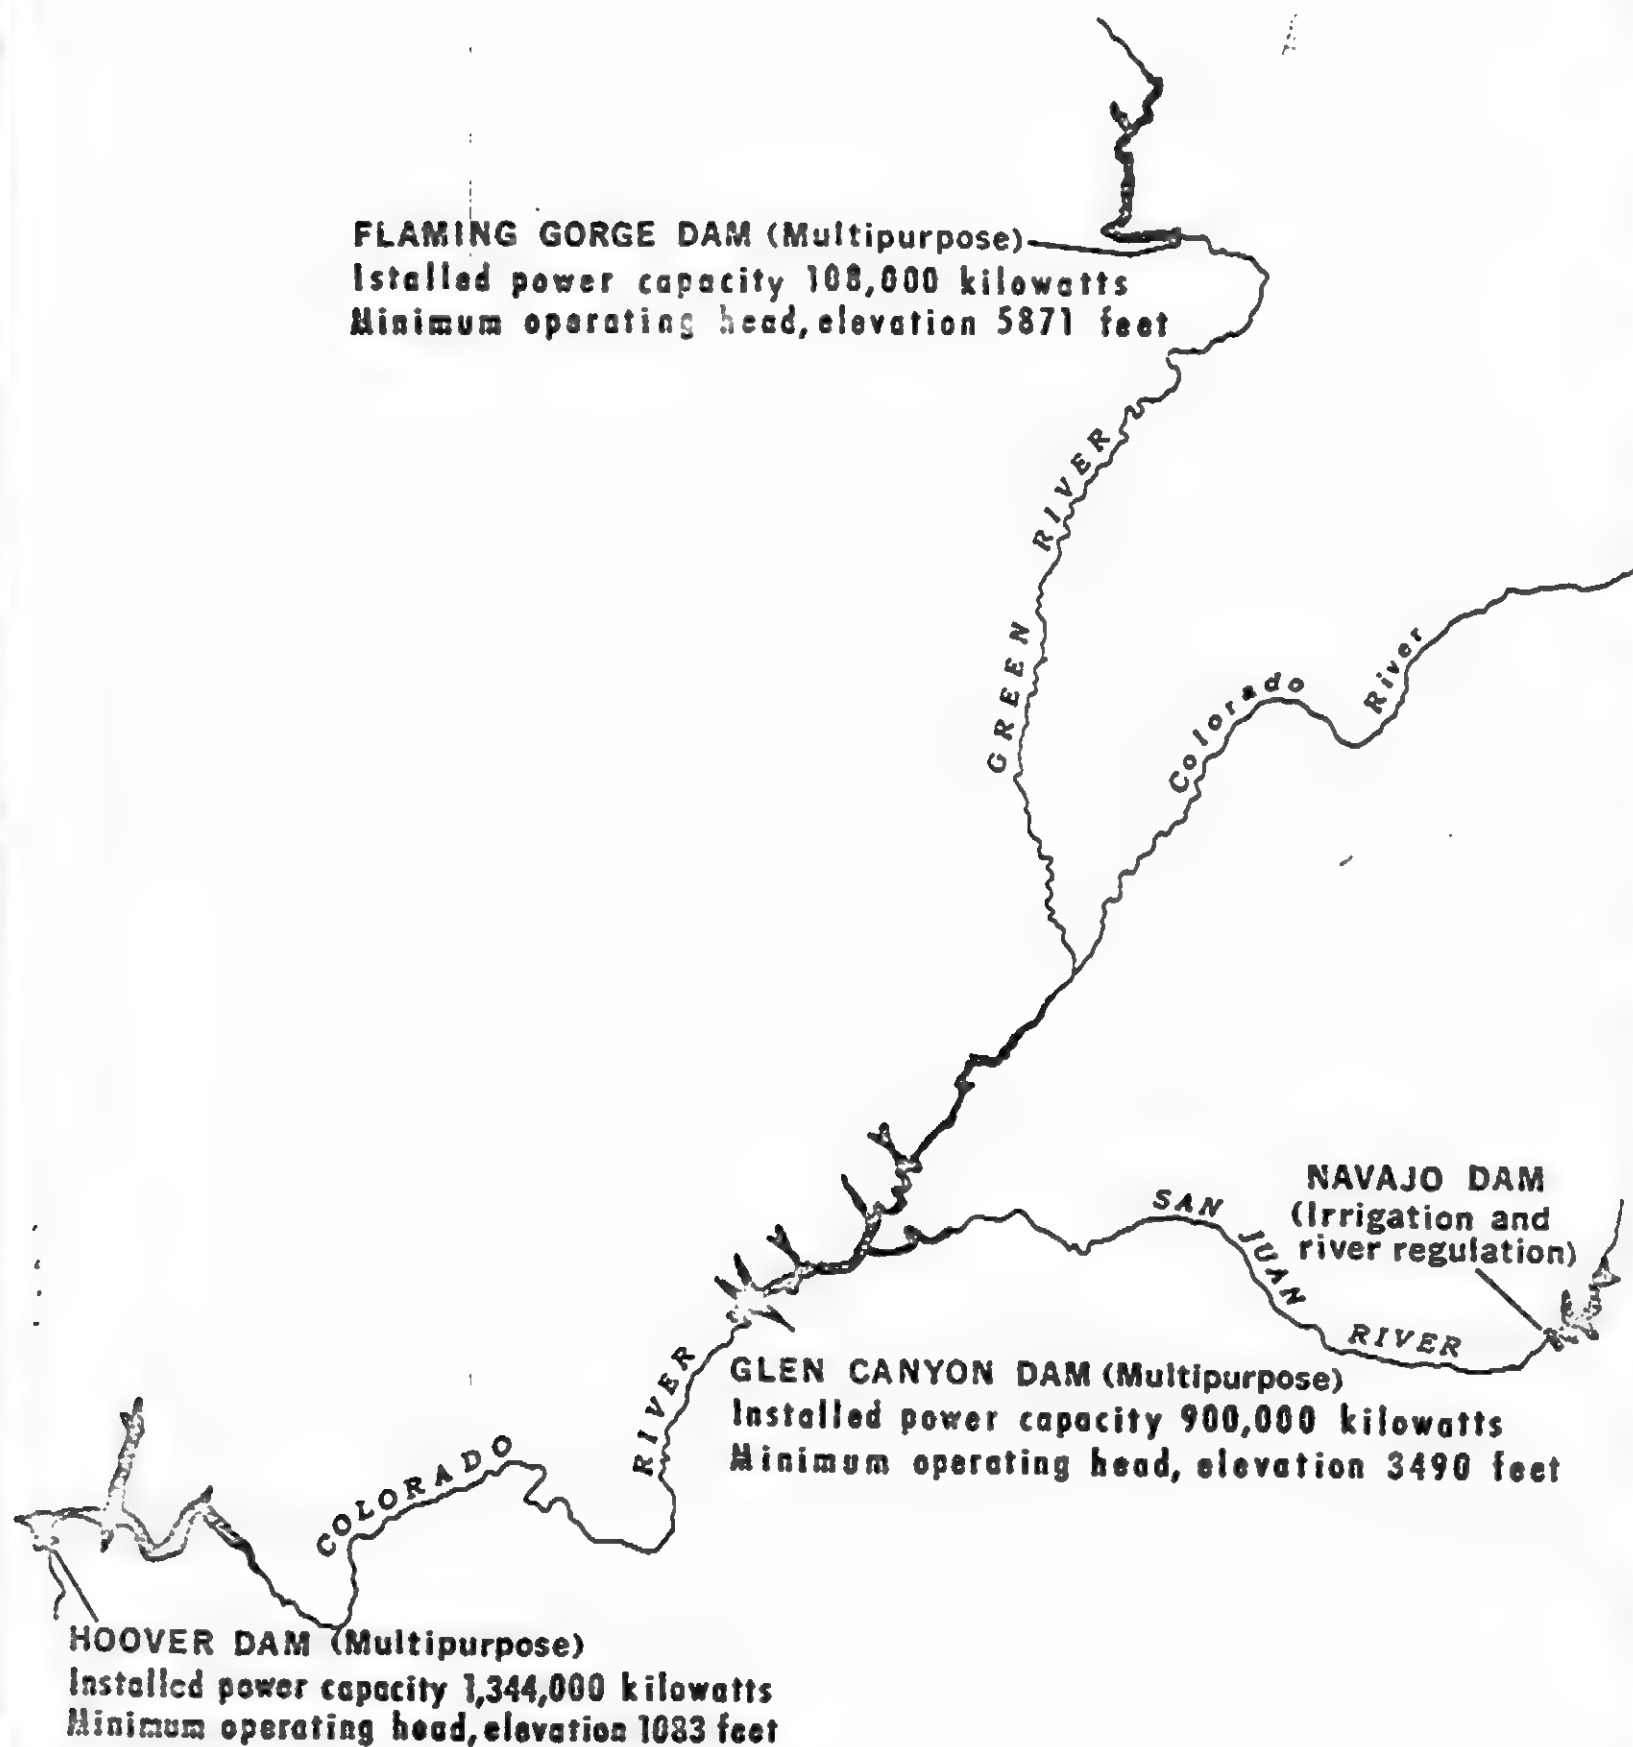 FLAMING GORGE DAM (Multipurpose)
Istalled power capacity 108,000 kilowatts
Minimum operating head, elevation 5871 feet
GREEN RIVER
Colorado River
NAVAJO DAM
(Irrigation and
river regulation)
SAN JUAN RIVER
GLEN CANYON DAM (Multipurpose)
Installed power capacity 900,000 kilowatts
Minimum operating head, elevation 3490 feet
COLORADO RIVER
HOOVER DAM (Multipurpose)
Installed power capacity 1,344,000 kilowatts
Minimum operating head, elevation 1083 feet